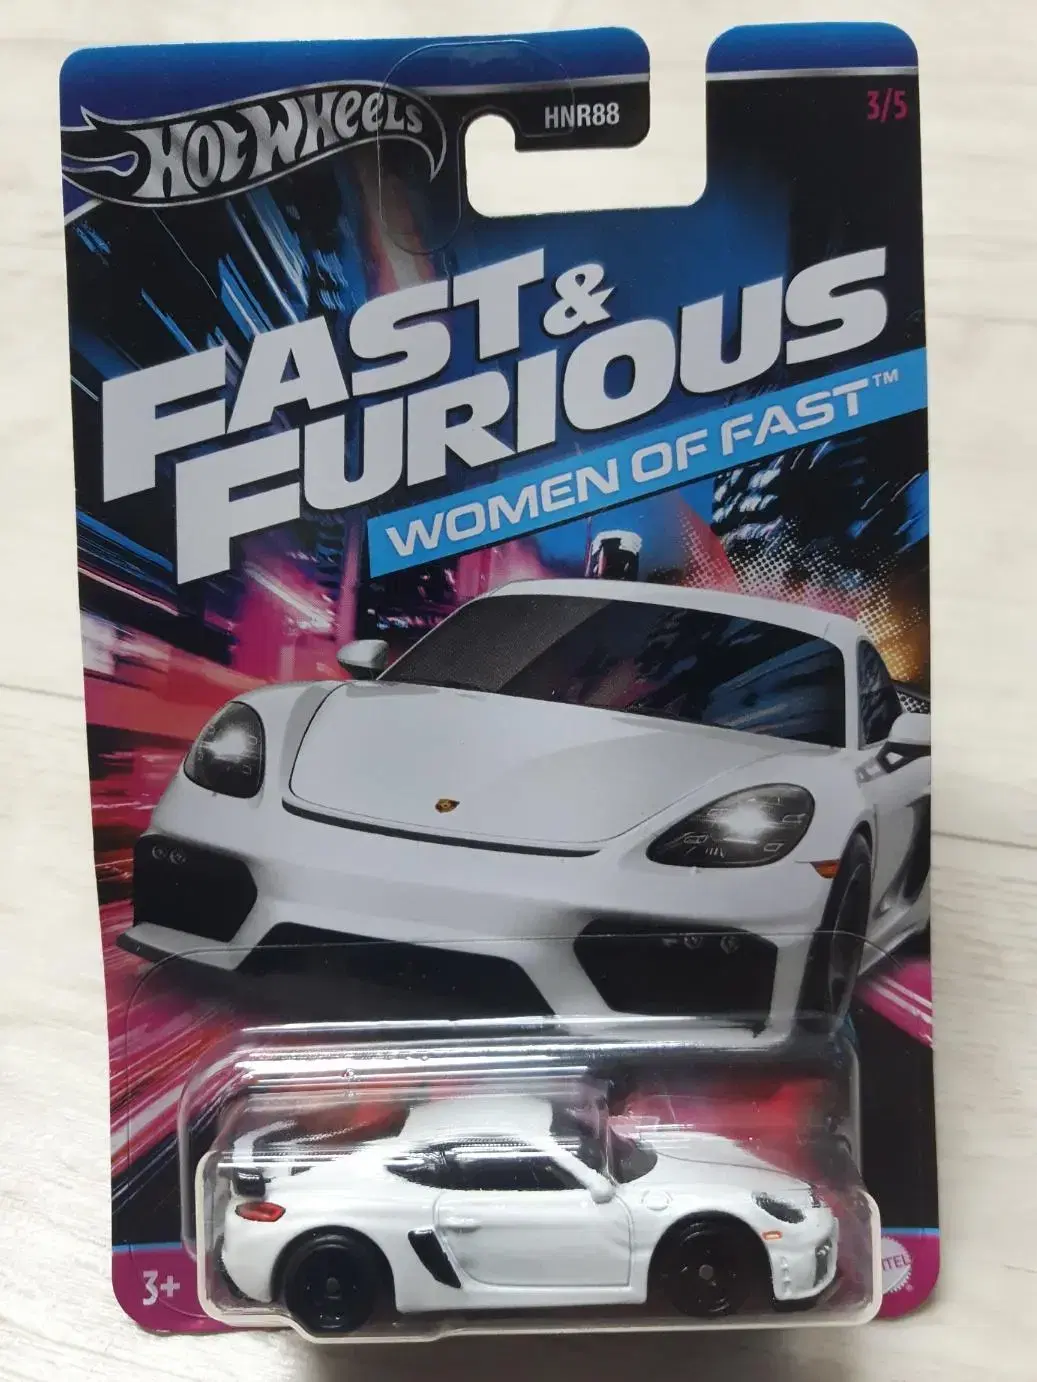 HOT WHEELS
HNR88
3/5
FAST &
FURIOUS
WOMEN OF FAST™
3+